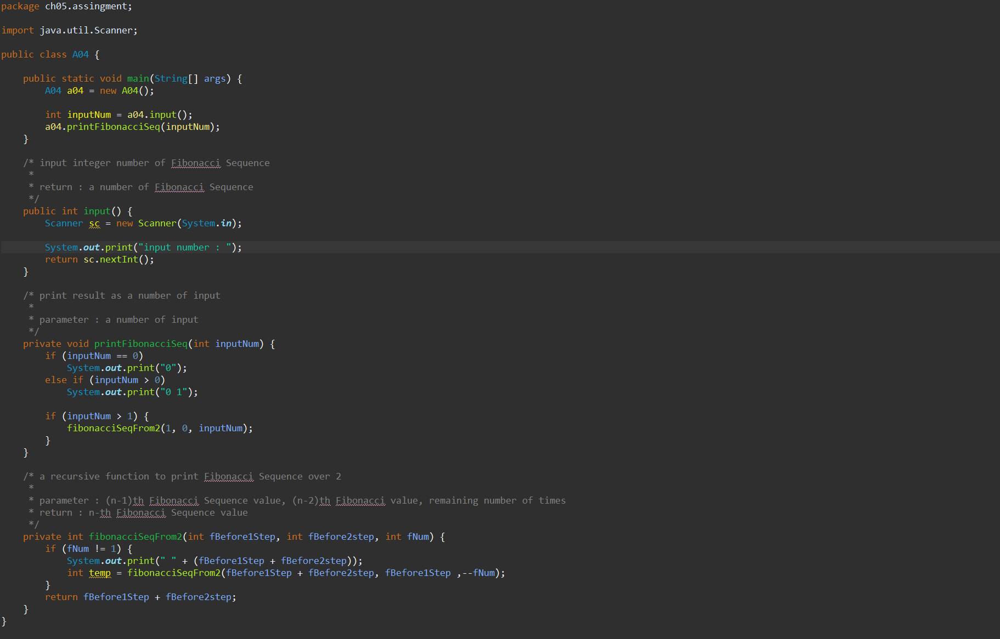 package ch05.assingment;
import java.util.Scanner;
public class A04 {
public static void main(String[] args) {
A04 a04 = new A04();
int inputNum = a04.input();
a04.printFibonacciSeq(inputNum);
}
/* input integer number of Fibonacci Sequence
*
* return : a number of Fibonacci Sequence
*/
public int input() {
Scanner sc = new Scanner(System.in);
System.out.print("input number : ");
return sc.nextInt();
}
/* print result as a number of input
*
* parameter : a number of input
*/
private void printFibonacciSeq(int inputNum) {
if (inputNum == 0)
System.out.print("0");
else if (inputNum > 0)
System.out.print("0 1");
if (inputNum > 1) {
fibonacciSeqFrom2(1, 0, inputNum);
}
}
/* a recursive function to print Fibonacci Sequence over 2
*
* parameter : (n-1)th Fibonacci Sequence value, (n-2)th Fibonacci value, remaining number of times
* return : n-th Fibonacci Sequence value
*/
private int fibonacciSeqFrom2(int fBefore1Step, int fBefore2step, int fNum) {
if (fNum != 1) {
System.out.print(" " + (fBefore1Step + fBefore2step));
int temp = fibonacciSeqFrom2(fBefore1Step + fBefore2step, fBefore1Step ,--fNum);
}
return fBefore1Step + fBefore2step;
}
}